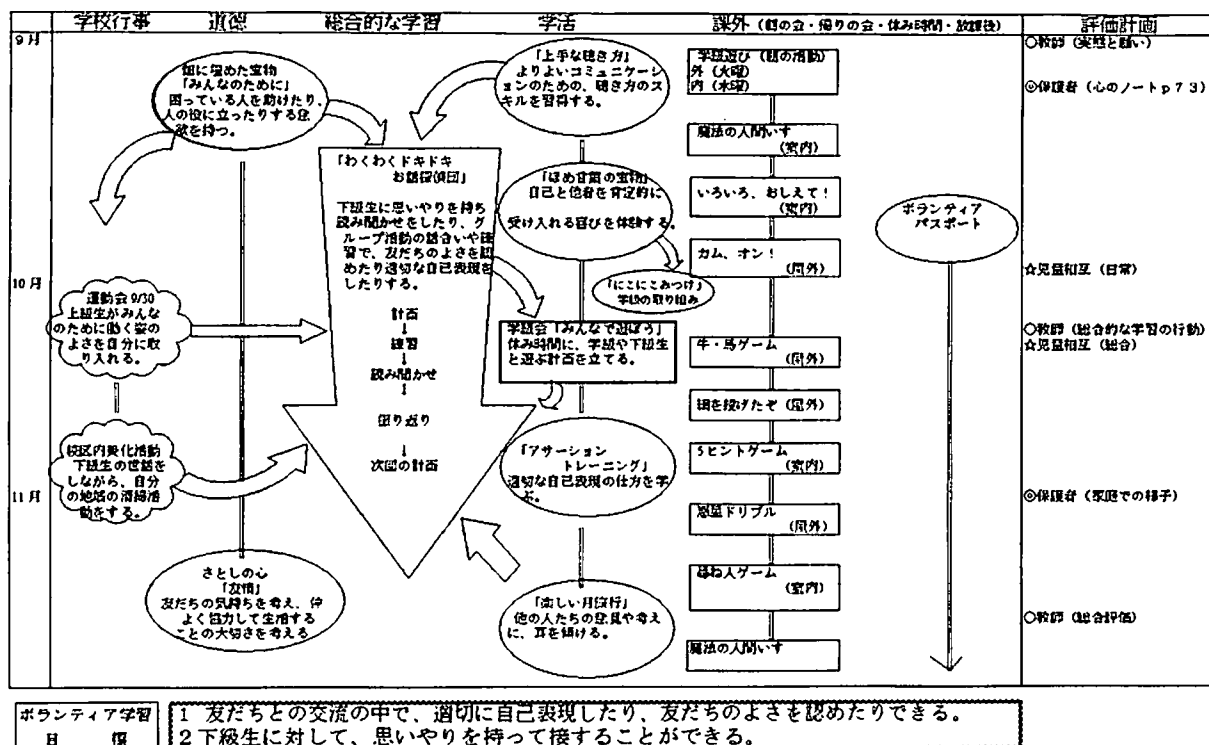 学校行事
道徳
総合的な学習
学活
課外（朝の会・帰りの会・休み時間・放課後）
評価計画
9月
10月
11月
運動会 9/30
上級生がみんな
のために働く姿の
よさを自分に取
り入れる。
校区内美化活動
下級生の世話を
しながら、自分
の地域の清掃活
動をする。
畑に埋めた宝物
「みんなのために」
困っている人を助けたり、
人の役に立ったりする意
欲を持つ。
さとしの心
「友情」
友だちの気持ちを考え、仲
よく協力して生活する
ことの大切さを考える
「わくわくドキドキ
お話探偵団」
下級生に思いやりを持ち
読み聞かせをしたり、グ
ループ活動の話合いや練
習で、友だちのよさを認
めたり適切な自己表現を
したりする。
計画
↓
練習
↓
読み聞かせ
↓
振り返り
↓
次回の計画
「上手な聴き方」
よりよいコミュニケーシ
ョンのための、聴き方のス
キルを習得する。
「ほめ言葉の宝物」
自己と他者を肯定的に
受け入れる喜びを体験する。
「にこにこみつけ」
学級の取り組み
学級会「みんなで遊ぼう」
休み時間に、学級や下級生
と遊ぶ計画を立てる。
「アサーション
トレーニング」
適切な自己表現の仕方を学
ぶ。
「楽しい月旅行」
他の人たちの意見や考え
に、耳を傾ける。
学級遊び（朝の活動）
外（火曜）
内（水曜）
魔法の人間いす
（室内）
いろいろ、おしえて！
（室内）
カム、オン！
（屋外）
牛・馬ゲーム
（屋外）
網を投げたぞ（屋外）
5ヒントゲーム
（室内）
惑星ドリブル
（屋外）
ほね人ゲーム
（室内）
魔法の人間いす
ボランティア
パスポート
○教師（実態と願い）
◎保護者（心のノートp73）
☆児童相互（日常）
○教師（総合的な学習の行動）
☆児童相互（総合）
◎保護者（家庭での様子）
○教師（総合評価）
ボランティア学習
目 標
1 友だちとの交流の中で、適切に自己表現したり、友だちのよさを認めたりできる。
2 下級生に対して、思いやりを持って接することができる。